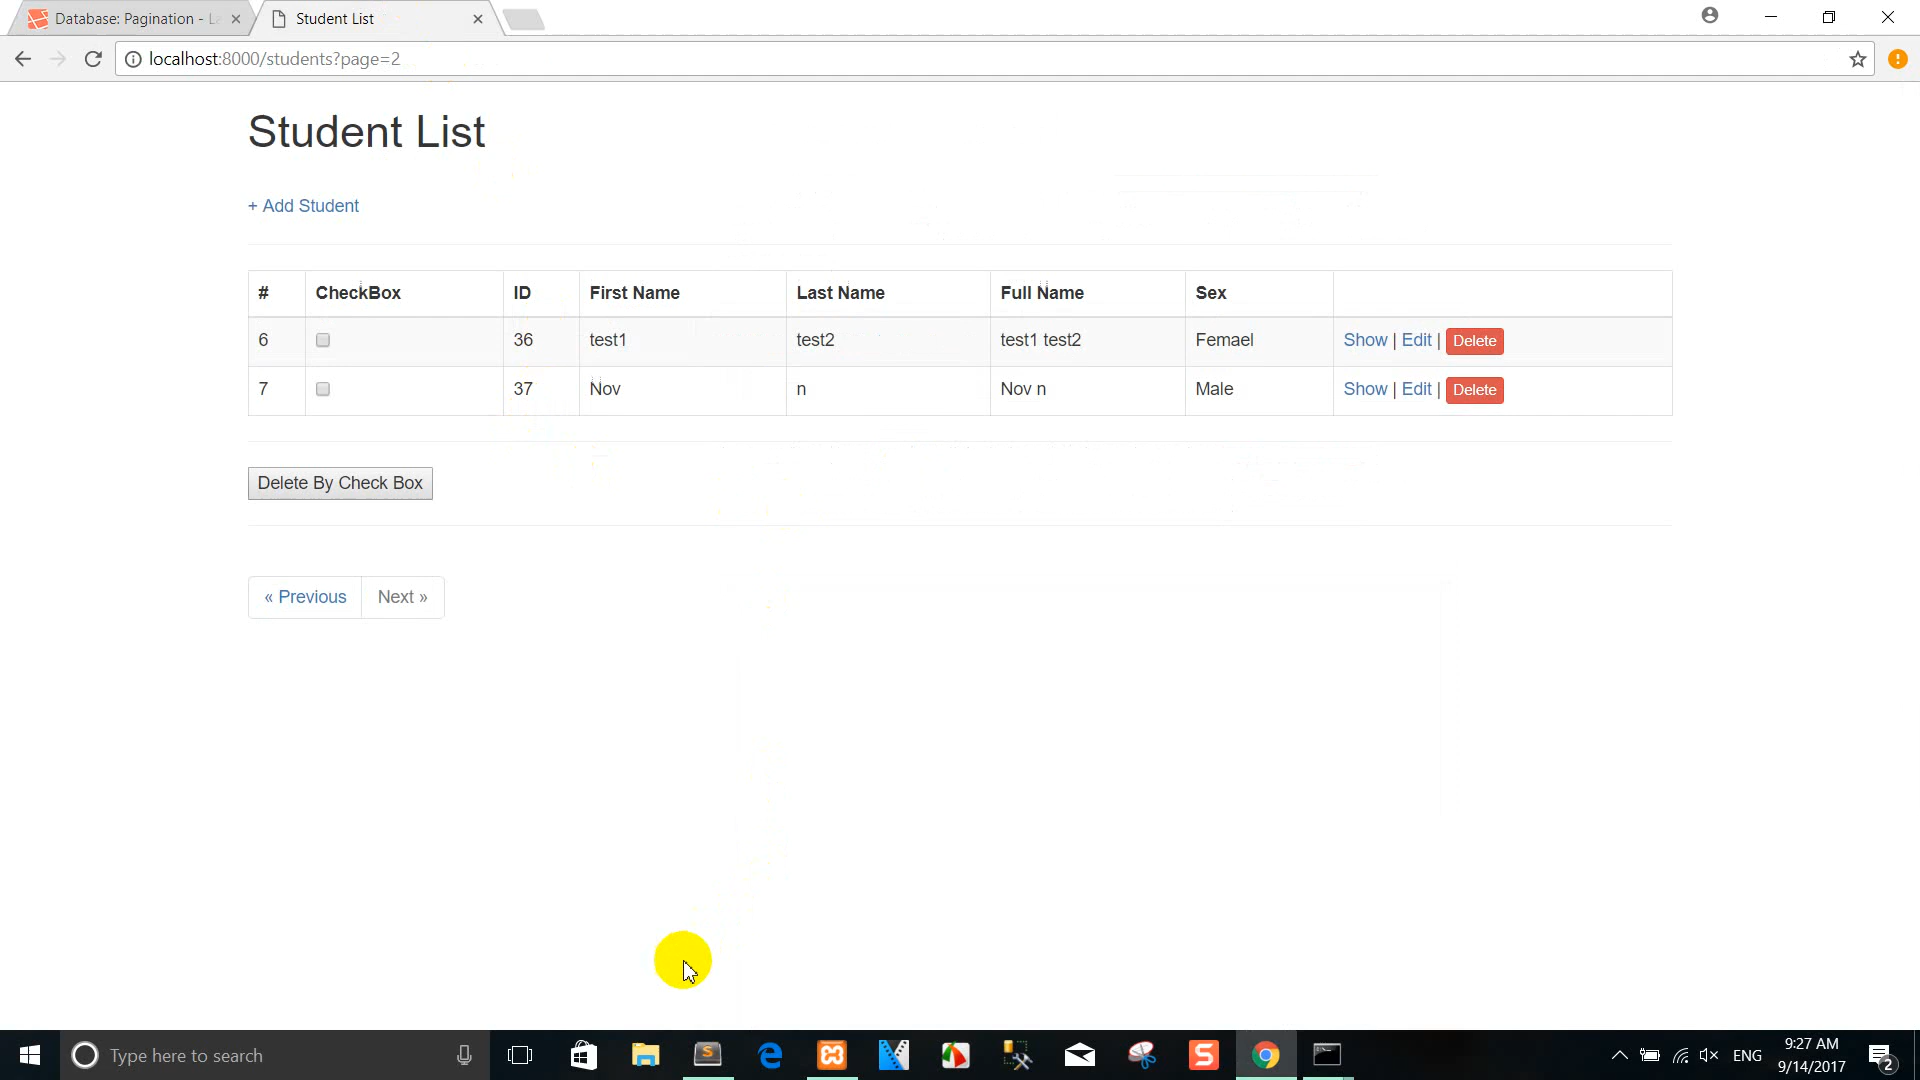 Database: Pagination - La
Student List
localhost:8000/students?page=2
Student List
+ Add Student
# CheckBox ID First Name Last Name Full Name Sex
6 36 test1 test2 test1 test2 Femael Show | Edit | Delete
7 37 Nov n Nov n Male Show | Edit | Delete
Delete By Check Box
« Previous Next »
Type here to search
ENG
9:27 AM
9/14/2017
2